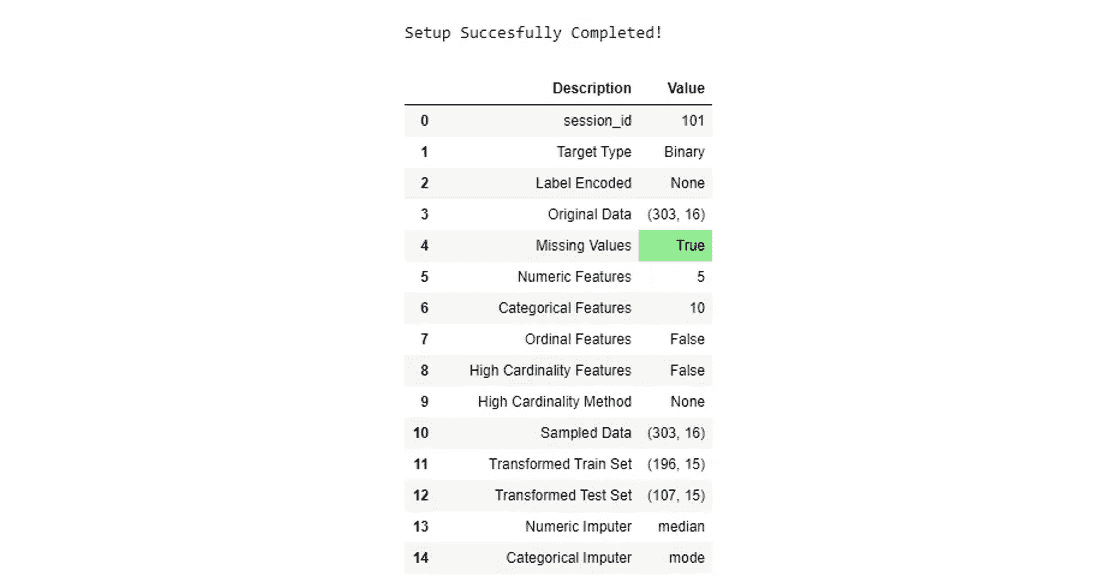 Setup Succesfully Completed!
Description Value
0 session_id 101
1 Target Type Binary
2 Label Encoded None
3 Original Data (303, 16)
4 Missing Values True
5 Numeric Features 5
6 Categorical Features 10
7 Ordinal Features False
8 High Cardinality Features False
9 High Cardinality Method None
10 Sampled Data (303, 16)
11 Transformed Train Set (196, 15)
12 Transformed Test Set (107, 15)
13 Numeric Imputer median
14 Categorical Imputer mode